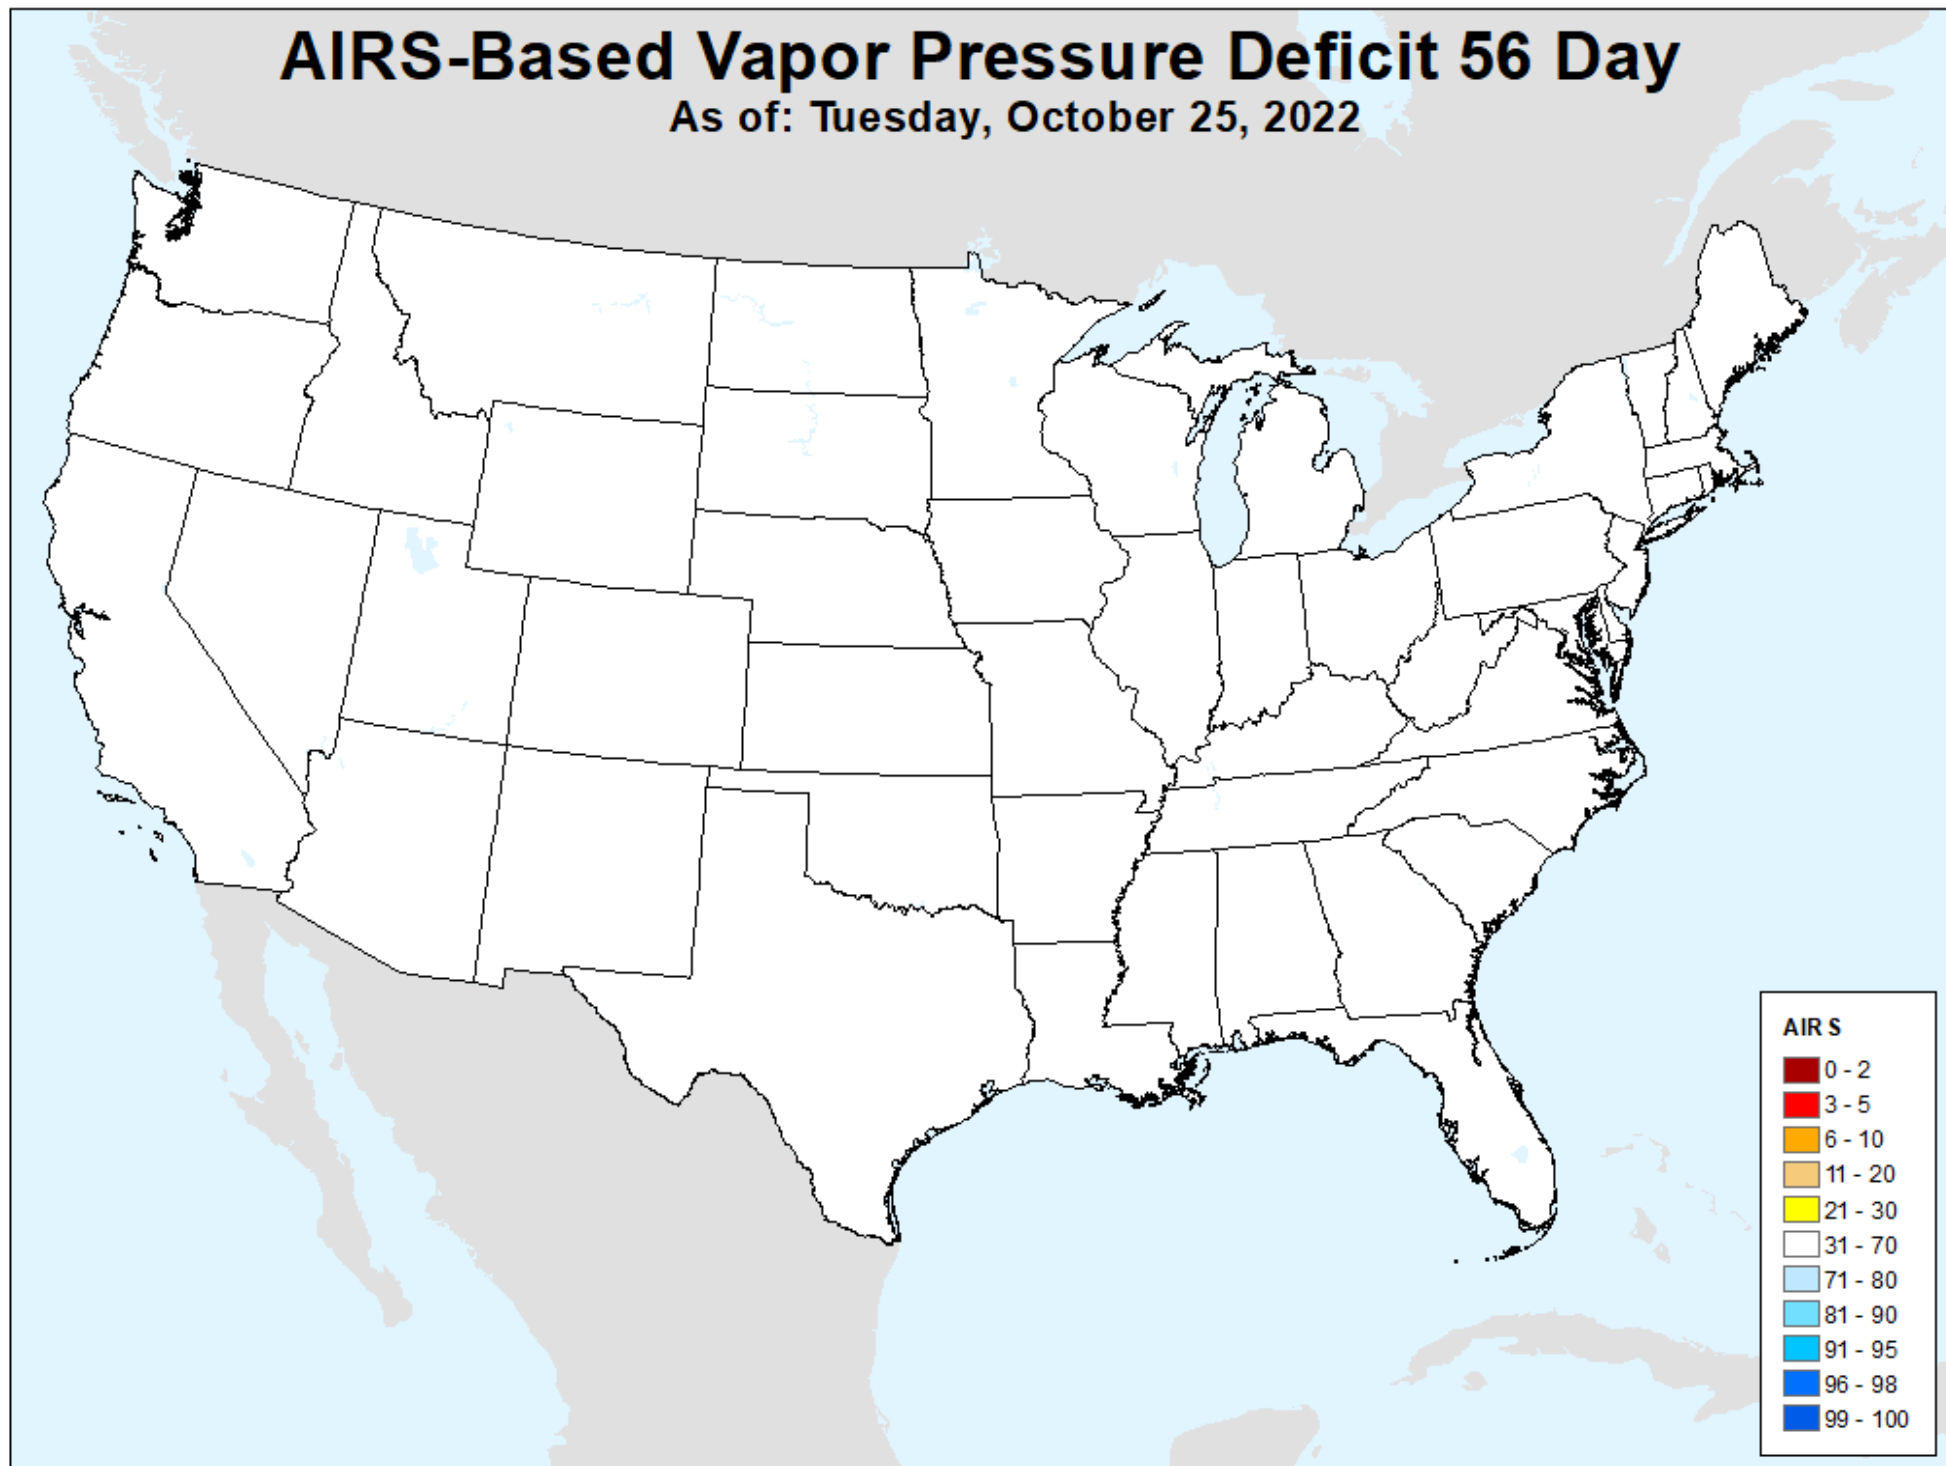 AIRS-Based Vapor Pressure Deficit 56 Day
As of: Tuesday, October 25, 2022
AIRS
0 - 2
3 - 5
6 - 10
11 - 20
21 - 30
31 - 70
71 - 80
81 - 90
91 - 95
96 - 98
99 - 100